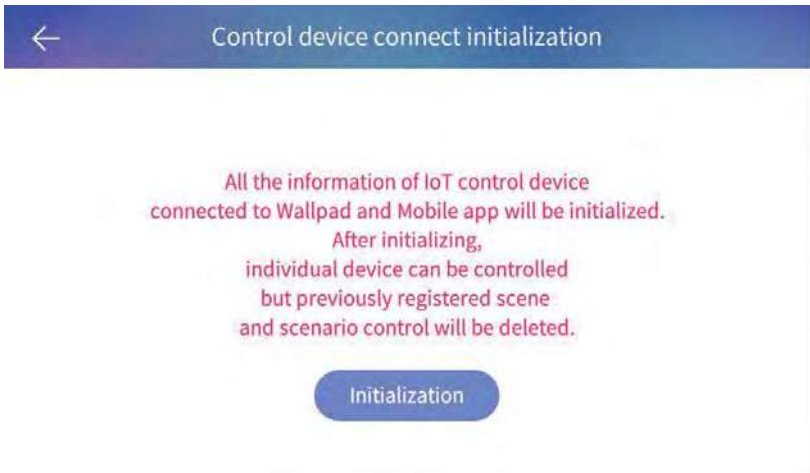 Control device connect initialization
All the information of IoT control device
connected to Wallpad and Mobile app will be initialized.
After initializing,
individual device can be controlled
but previously registered scene
and scenario control will be deleted.
Initialization